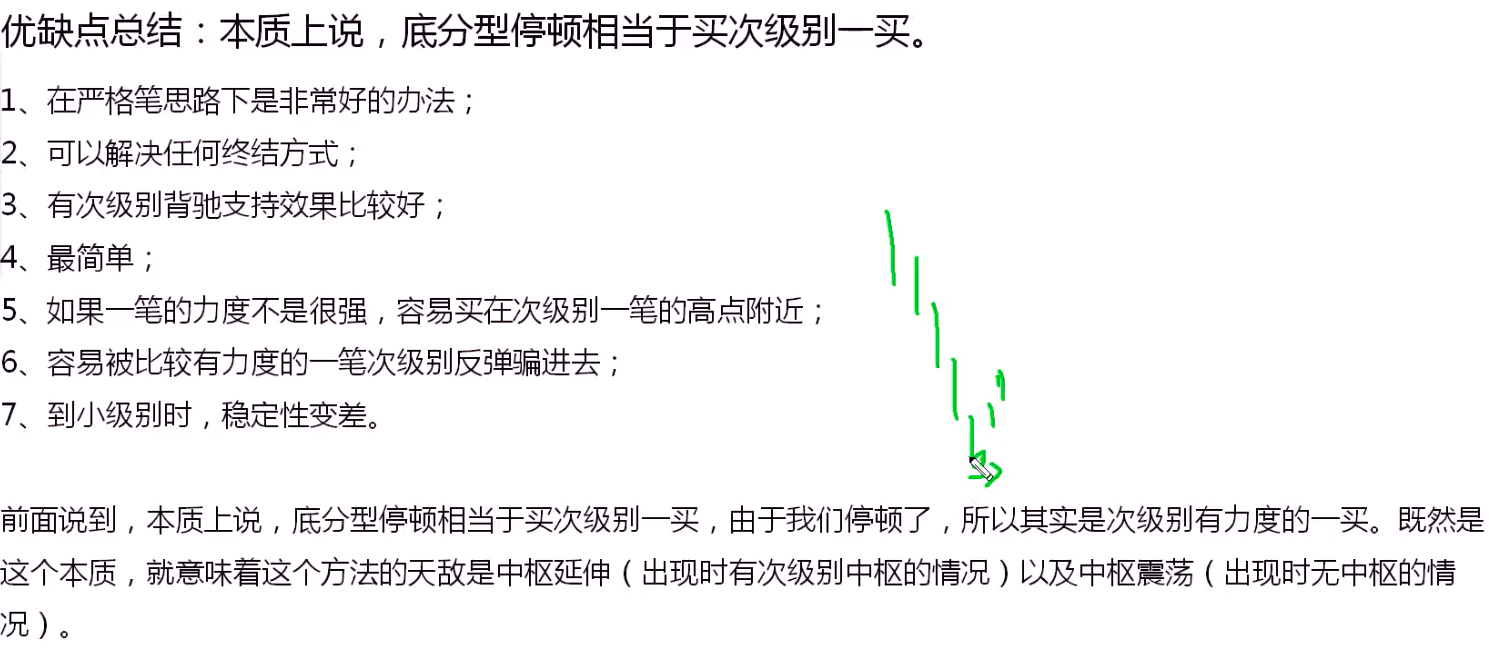 优缺点总结：本质上说，底分型停顿相当于买次级别一买。
1、在严格笔思路下是非常好的办法；
2、可以解决任何终结方式；
3、有次级别背驰支持效果比较好；
4、最简单；
5、如果一笔的力度不是很强，容易买在次级别一笔的高点附近；
6、容易被比较有力度的一笔次级别反弹骗进去；
7、到小级别时，稳定性变差。
前面说到，本质上说，底分型停顿相当于买次级别一买，由于我们停顿了，所以其实是次级别有力度的一买。既然是
这个本质，就意味着这个方法的天敌是中枢延伸（出现时有次级别中枢的情况）以及中枢震荡（出现时无中枢的情
况）。